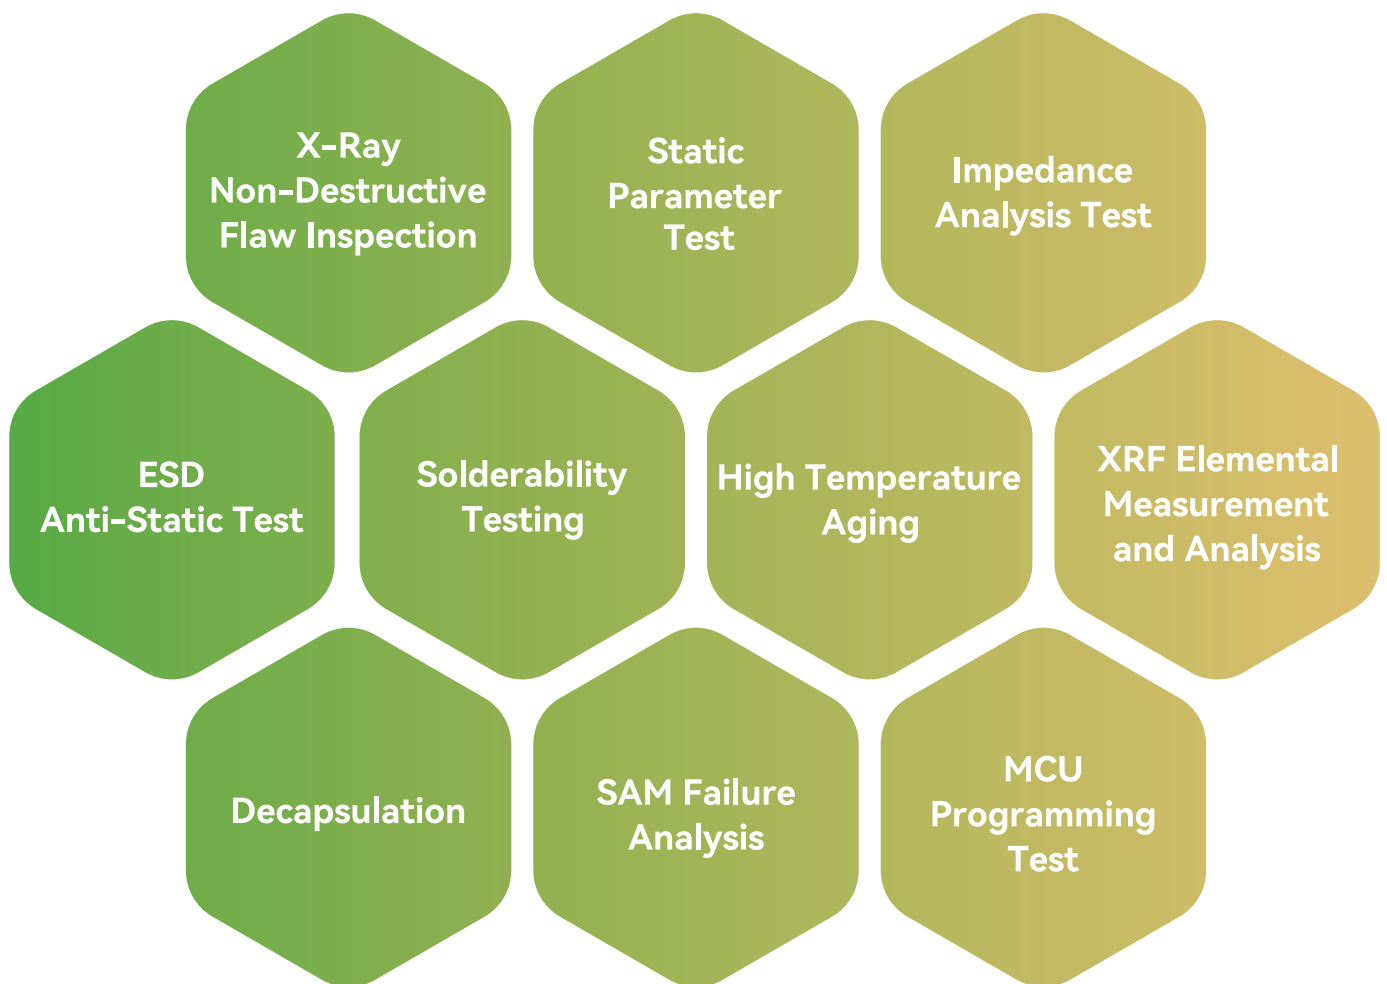 X-Ray
Non-Destructive
Flaw Inspection
Static
Parameter
Test
Impedance
Analysis Test
ESD
Anti-Static Test
Solderability
Testing
High Temperature
Aging
XRF Elemental
Measurement
and Analysis
Decapsulation
SAM Failure
Analysis
MCU
Programming
Test